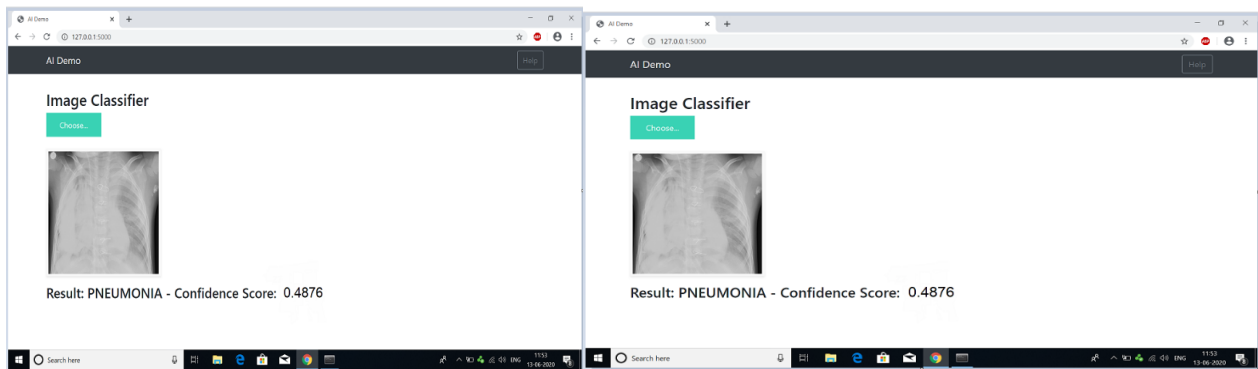 AI Demo
127.0.0.1:5000
AI Demo
Help
Image Classifier
Choose...
Result: PNEUMONIA - Confidence Score: 0.4876
Search here
ENG
11:53
13-06-2020
AI Demo
127.0.0.1:5000
AI Demo
Help
Image Classifier
Choose...
Result: PNEUMONIA - Confidence Score: 0.4876
Search here
ENG
11:53
13-06-2020